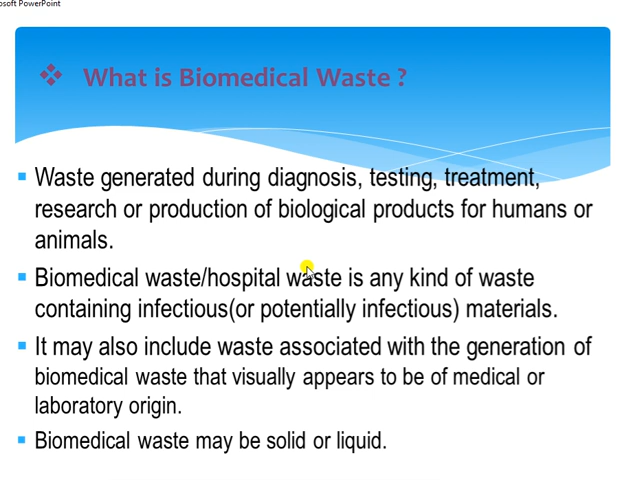 osoft PowerPoint
❖ What is Biomedical Waste ?
▪ Waste generated during diagnosis, testing, treatment,
research or production of biological products for humans or
animals.
▪ Biomedical waste/hospital waste is any kind of waste
containing infectious(or potentially infectious) materials.
▪ It may also include waste associated with the generation of
biomedical waste that visually appears to be of medical or
laboratory origin.
▪ Biomedical waste may be solid or liquid.